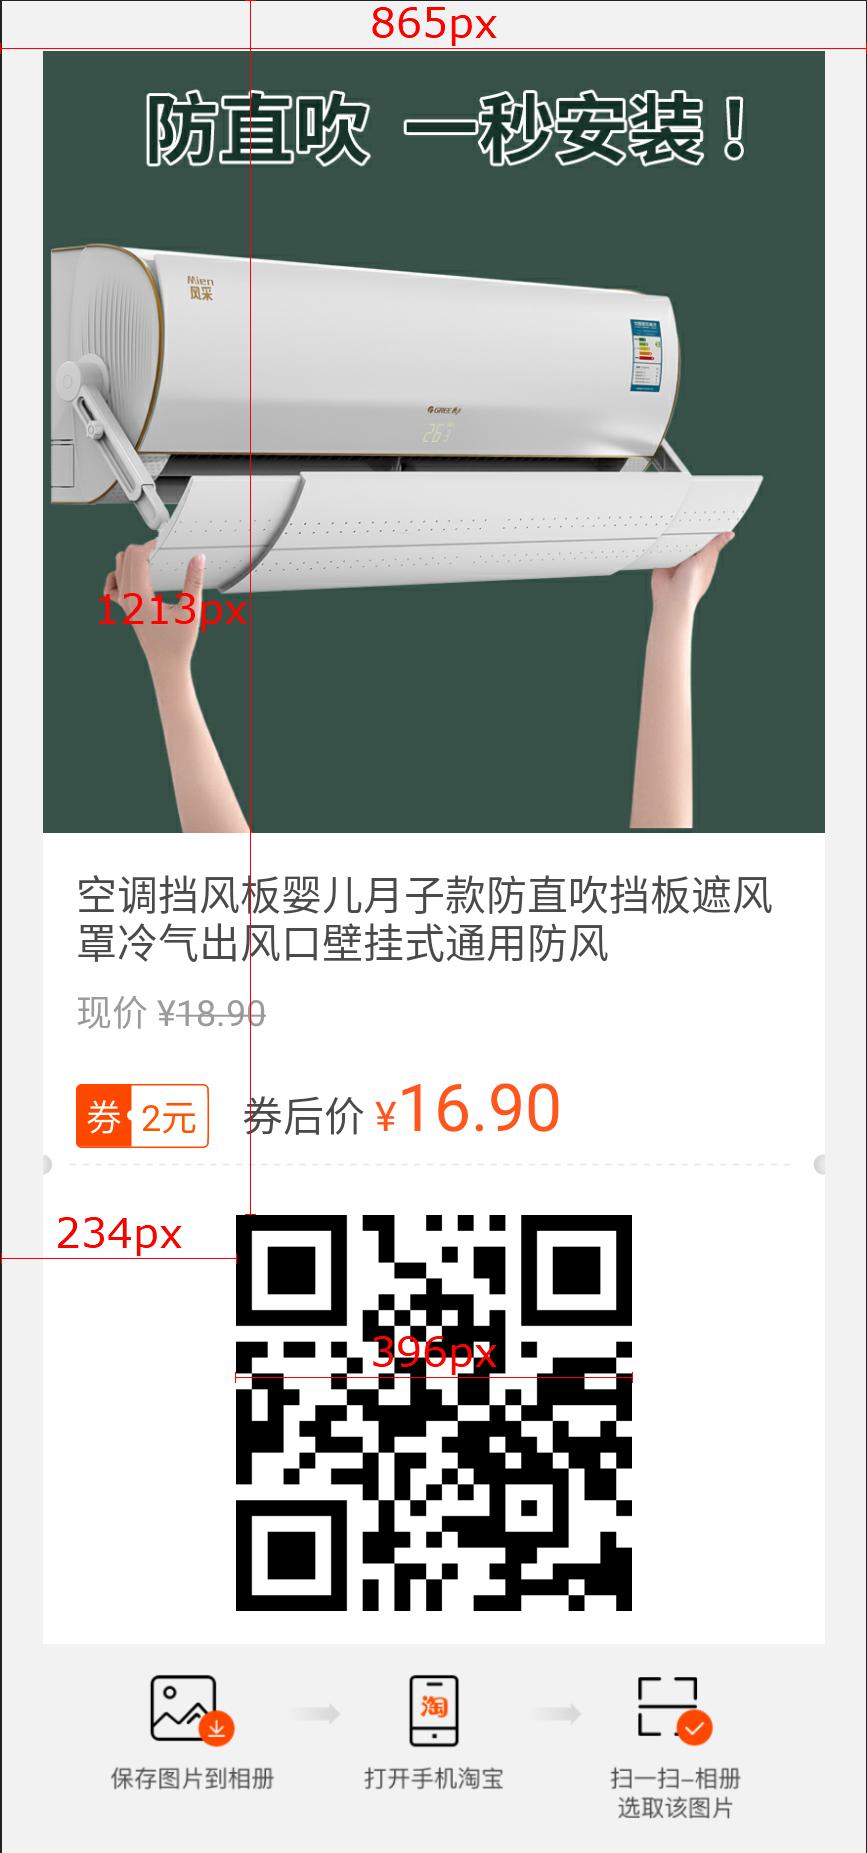 865px
防直吹 一秒安装！
Mien
风采
GREE
26
1213px
空调挡风板婴儿月子款防直吹挡板遮风
罩冷气出风口壁挂式通用防风
现价 ¥18.90
券 2元 券后价 ¥16.90
234px
396px
淘
保存图片到相册
打开手机淘宝
扫一扫-相册
选取该图片